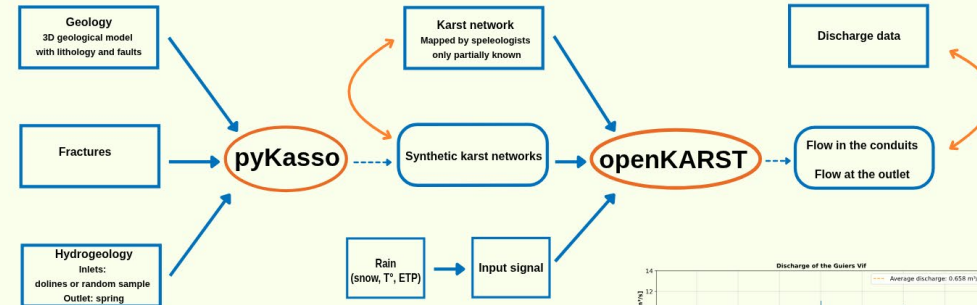 Geology
3D geological model
with lithology and faults
Karst network
Mapped by speleologists
only partially known
Discharge data
Fractures
pyKasso
Synthetic karst networks
openKARST
Flow in the conduits
Flow at the outlet
Hydrogeology
Inlets:
dolines or random sample
Outlet: spring
Rain
(snow, T°, ETP)
Input signal
Discharge of the Guiers Vif
14
12
Average discharge: 0.658 m³/